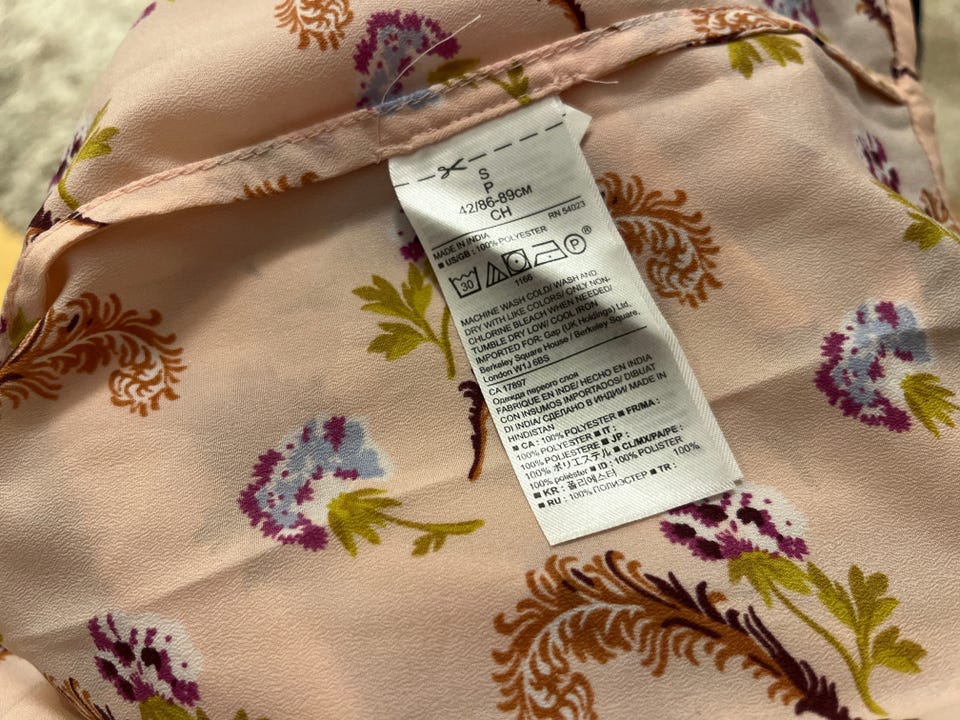 S
P
42/86-89CM
CH
RN 54023
MADE IN INDIA
■ US/GB : 100% POLYESTER
30 P ®
1166
MACHINE WASH COLD/ WASH AND
DRY WITH LIKE COLORS/ ONLY NON-
CHLORINE BLEACH WHEN NEEDED/
TUMBLE DRY LOW/ COOL IRON
IMPORTED FOR: Gap (UK Holdings) Ltd.
Berkeley Square House / Berkeley Square,
London W1J 6BS
CA 17897
Одежда первого слоя
FABRIQUE EN INDE/ HECHO EN INDIA
CON INSUMOS IMPORTADOS/ DIBUAT
DI INDIA/ СДЕЛАНО В ИНДИИ/ MADE IN
HINDISTAN
■ CA : 100% POLYESTER ■ FR/MA :
100% POLYESTER ■ IT :
100% POLIESTERE ■ JP :
100% ポリエステル ■ CL/MX/PA/PE :
100% poliéster ■ ID : 100% POLISTER
■ KR : 폴리에스터 ■ TR : 100%
■ RU : 100% ПОЛИЭСТЕР